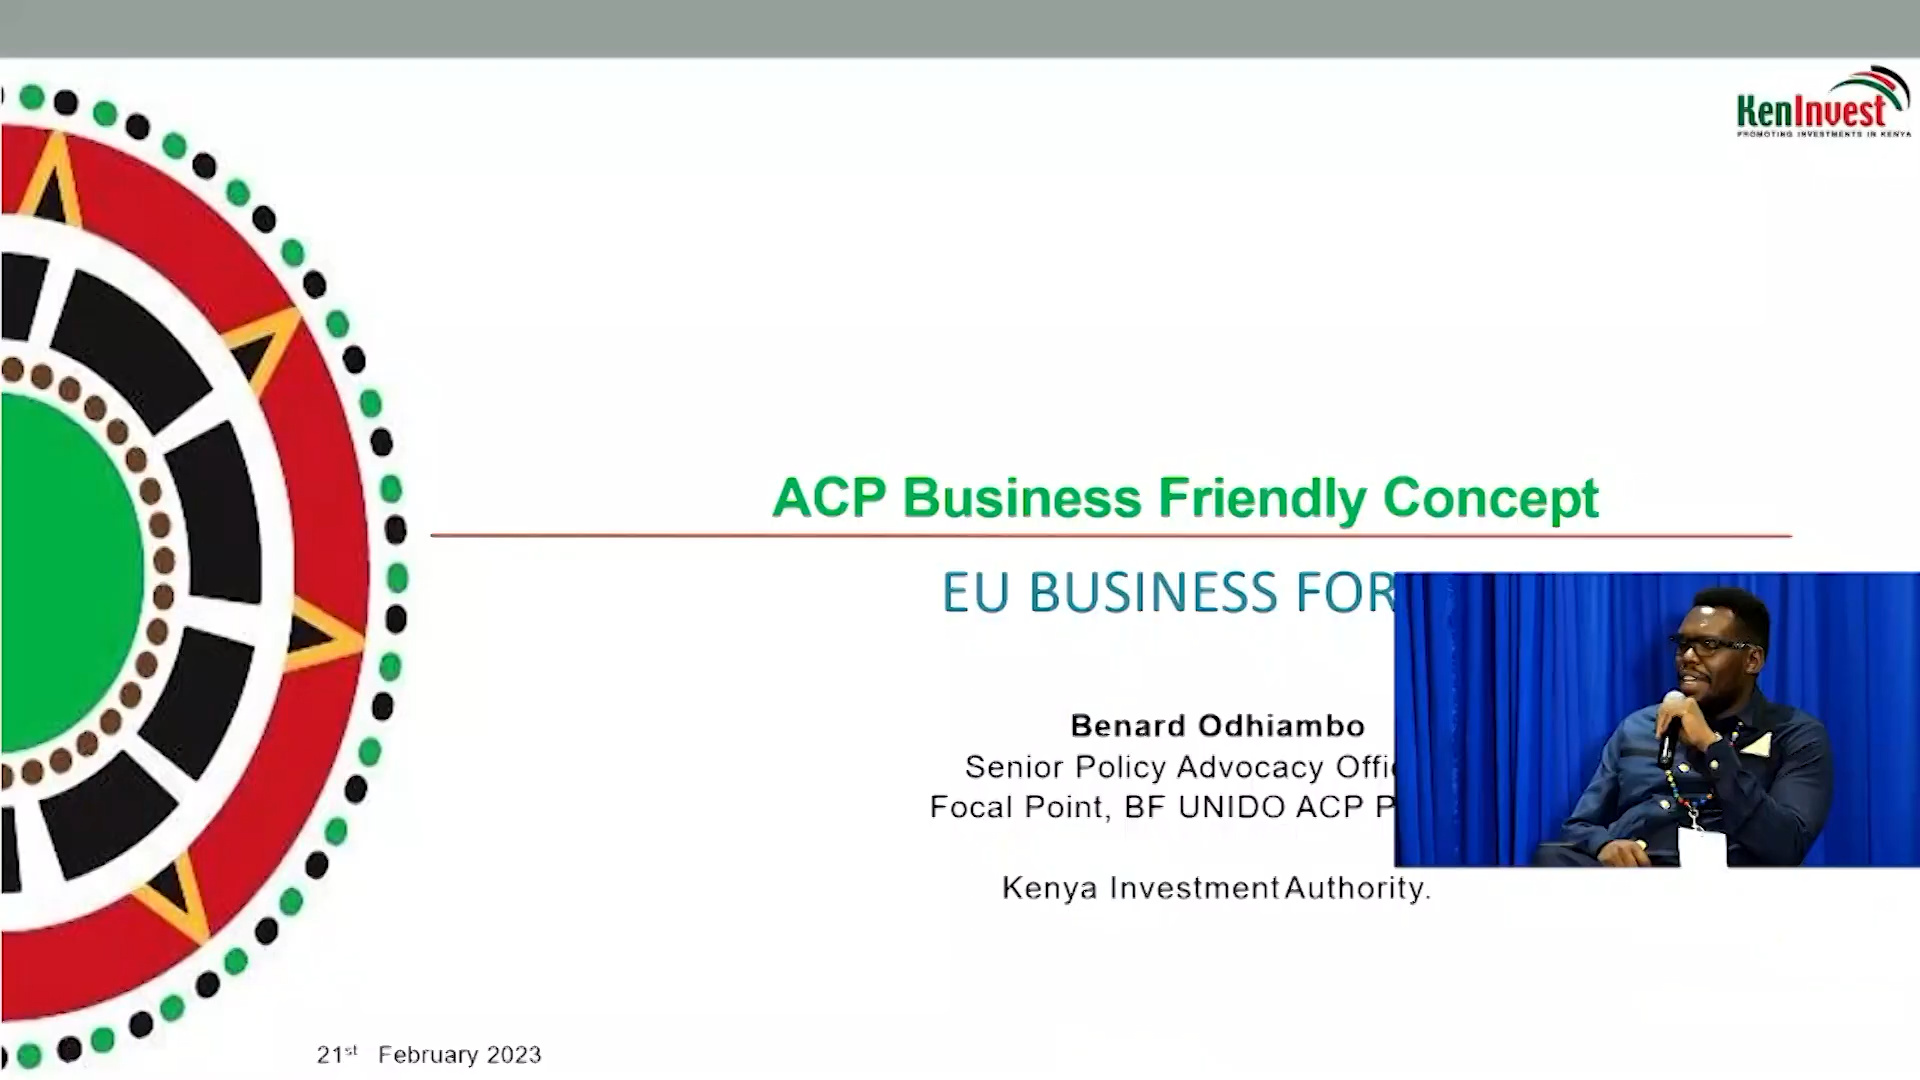 KenInvest
PROMOTING INVESTMENTS IN KENYA
ACP Business Friendly Concept
EU BUSINESS FOR
Benard Odhiambo
Senior Policy Advocacy Offi
Focal Point, BF UNIDO ACP P
Kenya Investment Authority.
21st February 2023